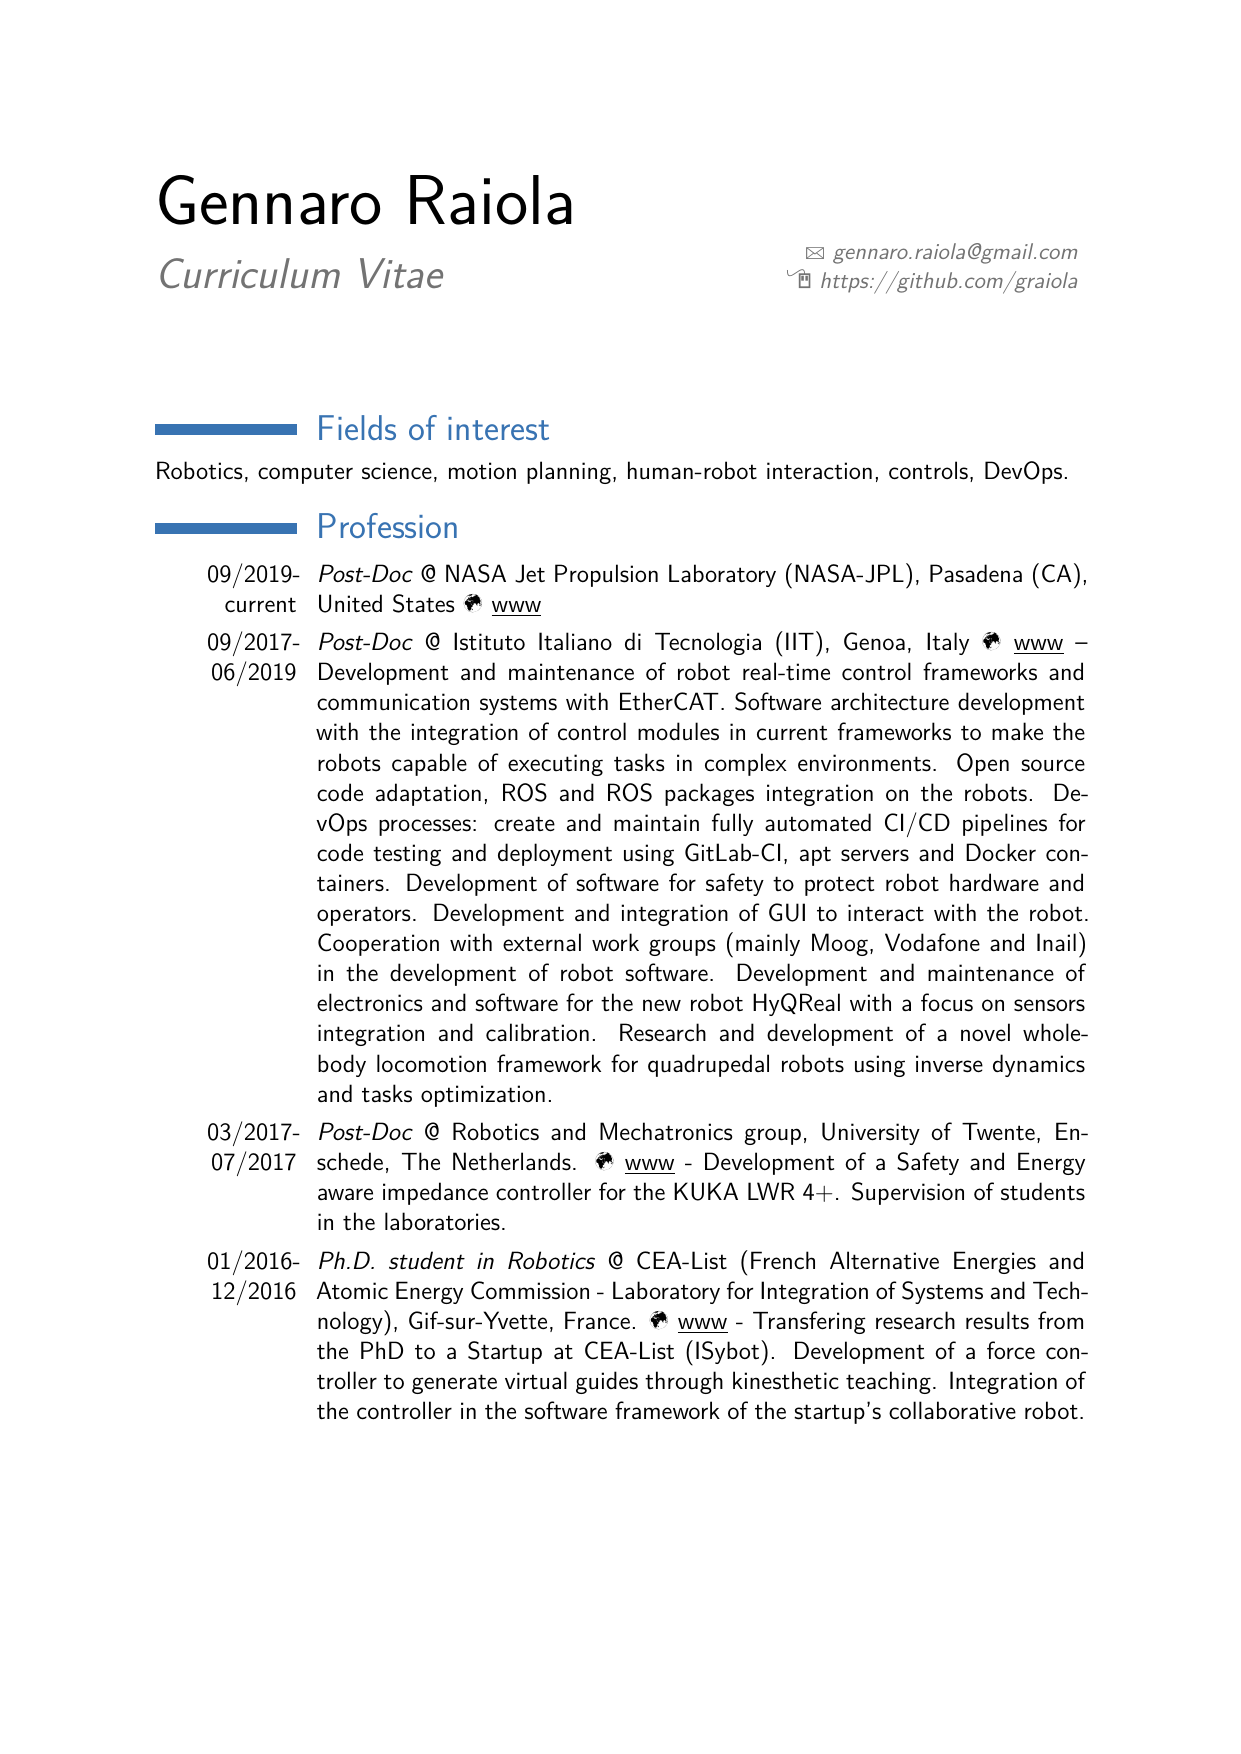 Gennaro Raiola
Curriculum Vitae
gennaro.raiola@gmail.com
https://github.com/graiola
Fields of interest
Robotics, computer science, motion planning, human-robot interaction, controls, DevOps.
Profession
09/2019- Post-Doc @ NASA Jet Propulsion Laboratory (NASA-JPL), Pasadena (CA),
current United States www
09/2017- Post-Doc @ Istituto Italiano di Tecnologia (IIT), Genoa, Italy www –
06/2019 Development and maintenance of robot real-time control frameworks and
communication systems with EtherCAT. Software architecture development
with the integration of control modules in current frameworks to make the
robots capable of executing tasks in complex environments. Open source
code adaptation, ROS and ROS packages integration on the robots. De-
vOps processes: create and maintain fully automated CI/CD pipelines for
code testing and deployment using GitLab-CI, apt servers and Docker con-
tainers. Development of software for safety to protect robot hardware and
operators. Development and integration of GUI to interact with the robot.
Cooperation with external work groups (mainly Moog, Vodafone and Inail)
in the development of robot software. Development and maintenance of
electronics and software for the new robot HyQReal with a focus on sensors
integration and calibration. Research and development of a novel whole-
body locomotion framework for quadrupedal robots using inverse dynamics
and tasks optimization.
03/2017- Post-Doc @ Robotics and Mechatronics group, University of Twente, En-
07/2017 schede, The Netherlands. www - Development of a Safety and Energy
aware impedance controller for the KUKA LWR 4+. Supervision of students
in the laboratories.
01/2016- Ph.D. student in Robotics @ CEA-List (French Alternative Energies and
12/2016 Atomic Energy Commission - Laboratory for Integration of Systems and Tech-
nology), Gif-sur-Yvette, France. www - Transfering research results from
the PhD to a Startup at CEA-List (ISybot). Development of a force con-
troller to generate virtual guides through kinesthetic teaching. Integration of
the controller in the software framework of the startup's collaborative robot.